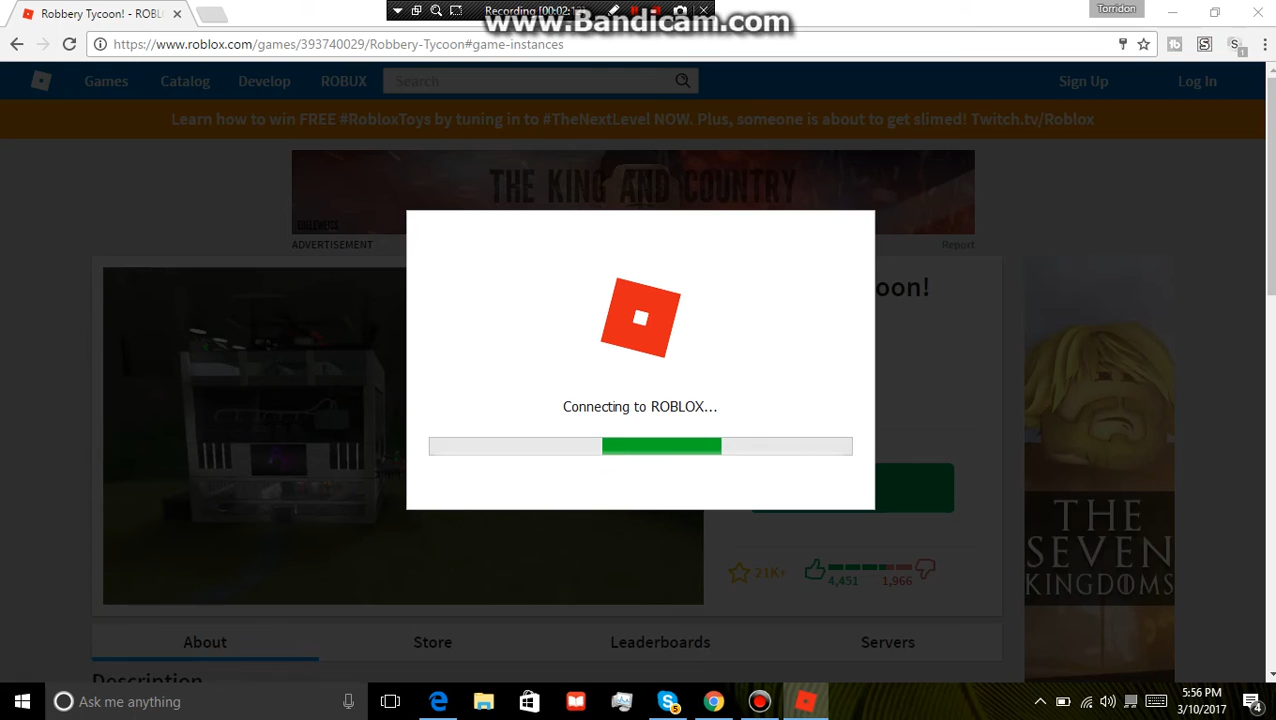 Torridon
Robbery Tycoon! - ROBL
www.Bandicam.com
https://www.roblox.com/games/393740029/Robbery-Tycoon#game-instances
Games Catalog Develop ROBUX Search Sign Up Log In
Learn how to win FREE #RobloxToys by tuning in to #TheNextLevel NOW. Plus, someone is about to get slimed! Twitch.tv/Roblox
THE KING AND COUNTRY
ADVERTISEMENT
Report
oon!
Connecting to ROBLOX...
21K+
4,451
1,966
THE
SEVEN
KINGDOMS
About Store Leaderboards Servers
Description
Ask me anything
5
5:56 PM
3/10/2017
4